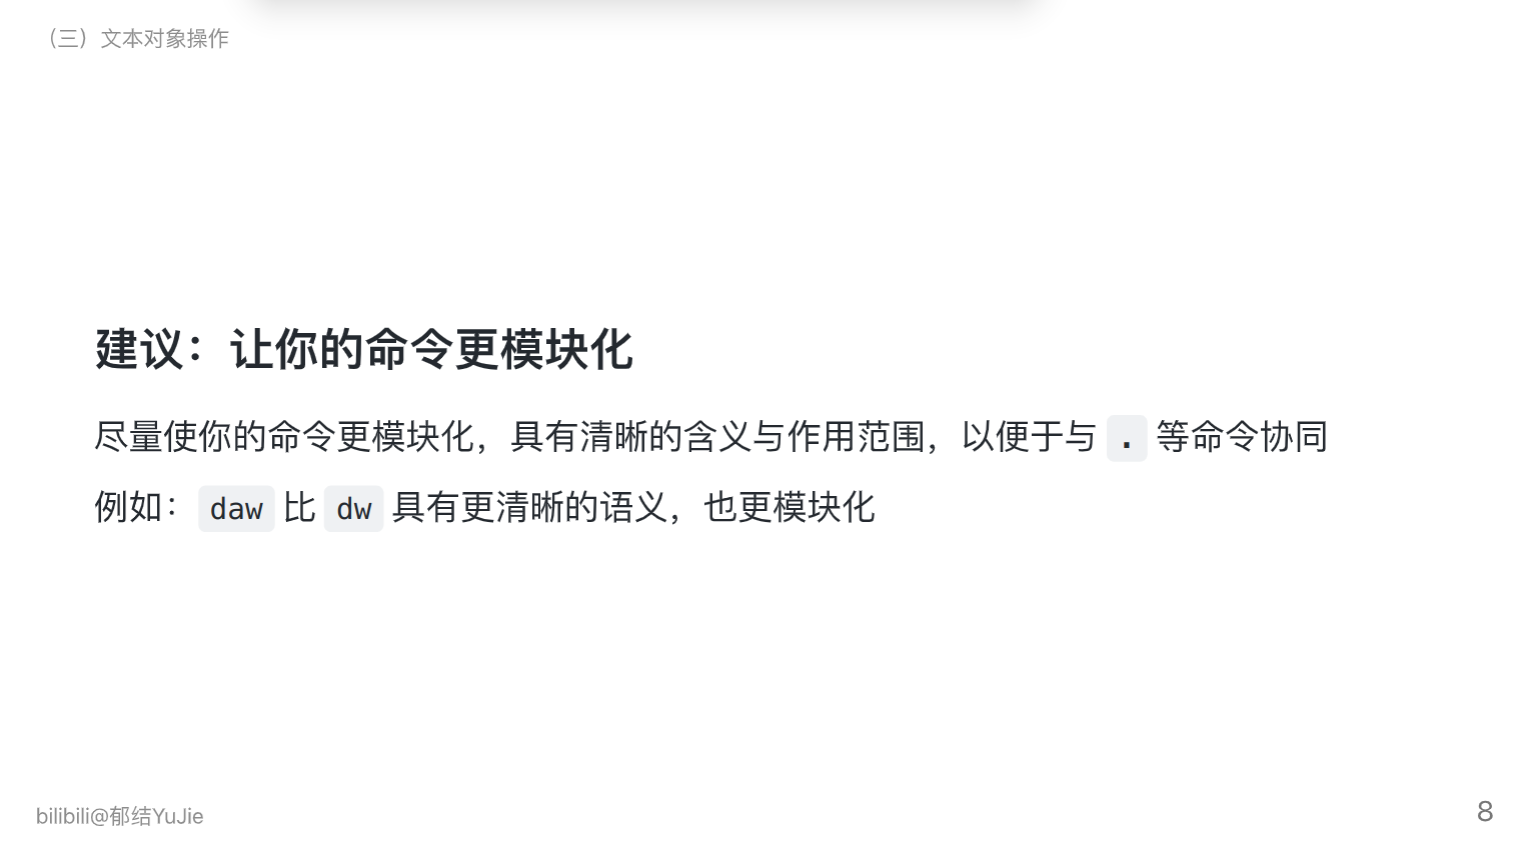 （三）文本对象操作
建议：让你的命令更模块化
尽量使你的命令更模块化，具有清晰的含义与作用范围，以便于与 . 等命令协同
例如： daw 比 dw 具有更清晰的语义，也更模块化
bilibili@郁结YuJie
8